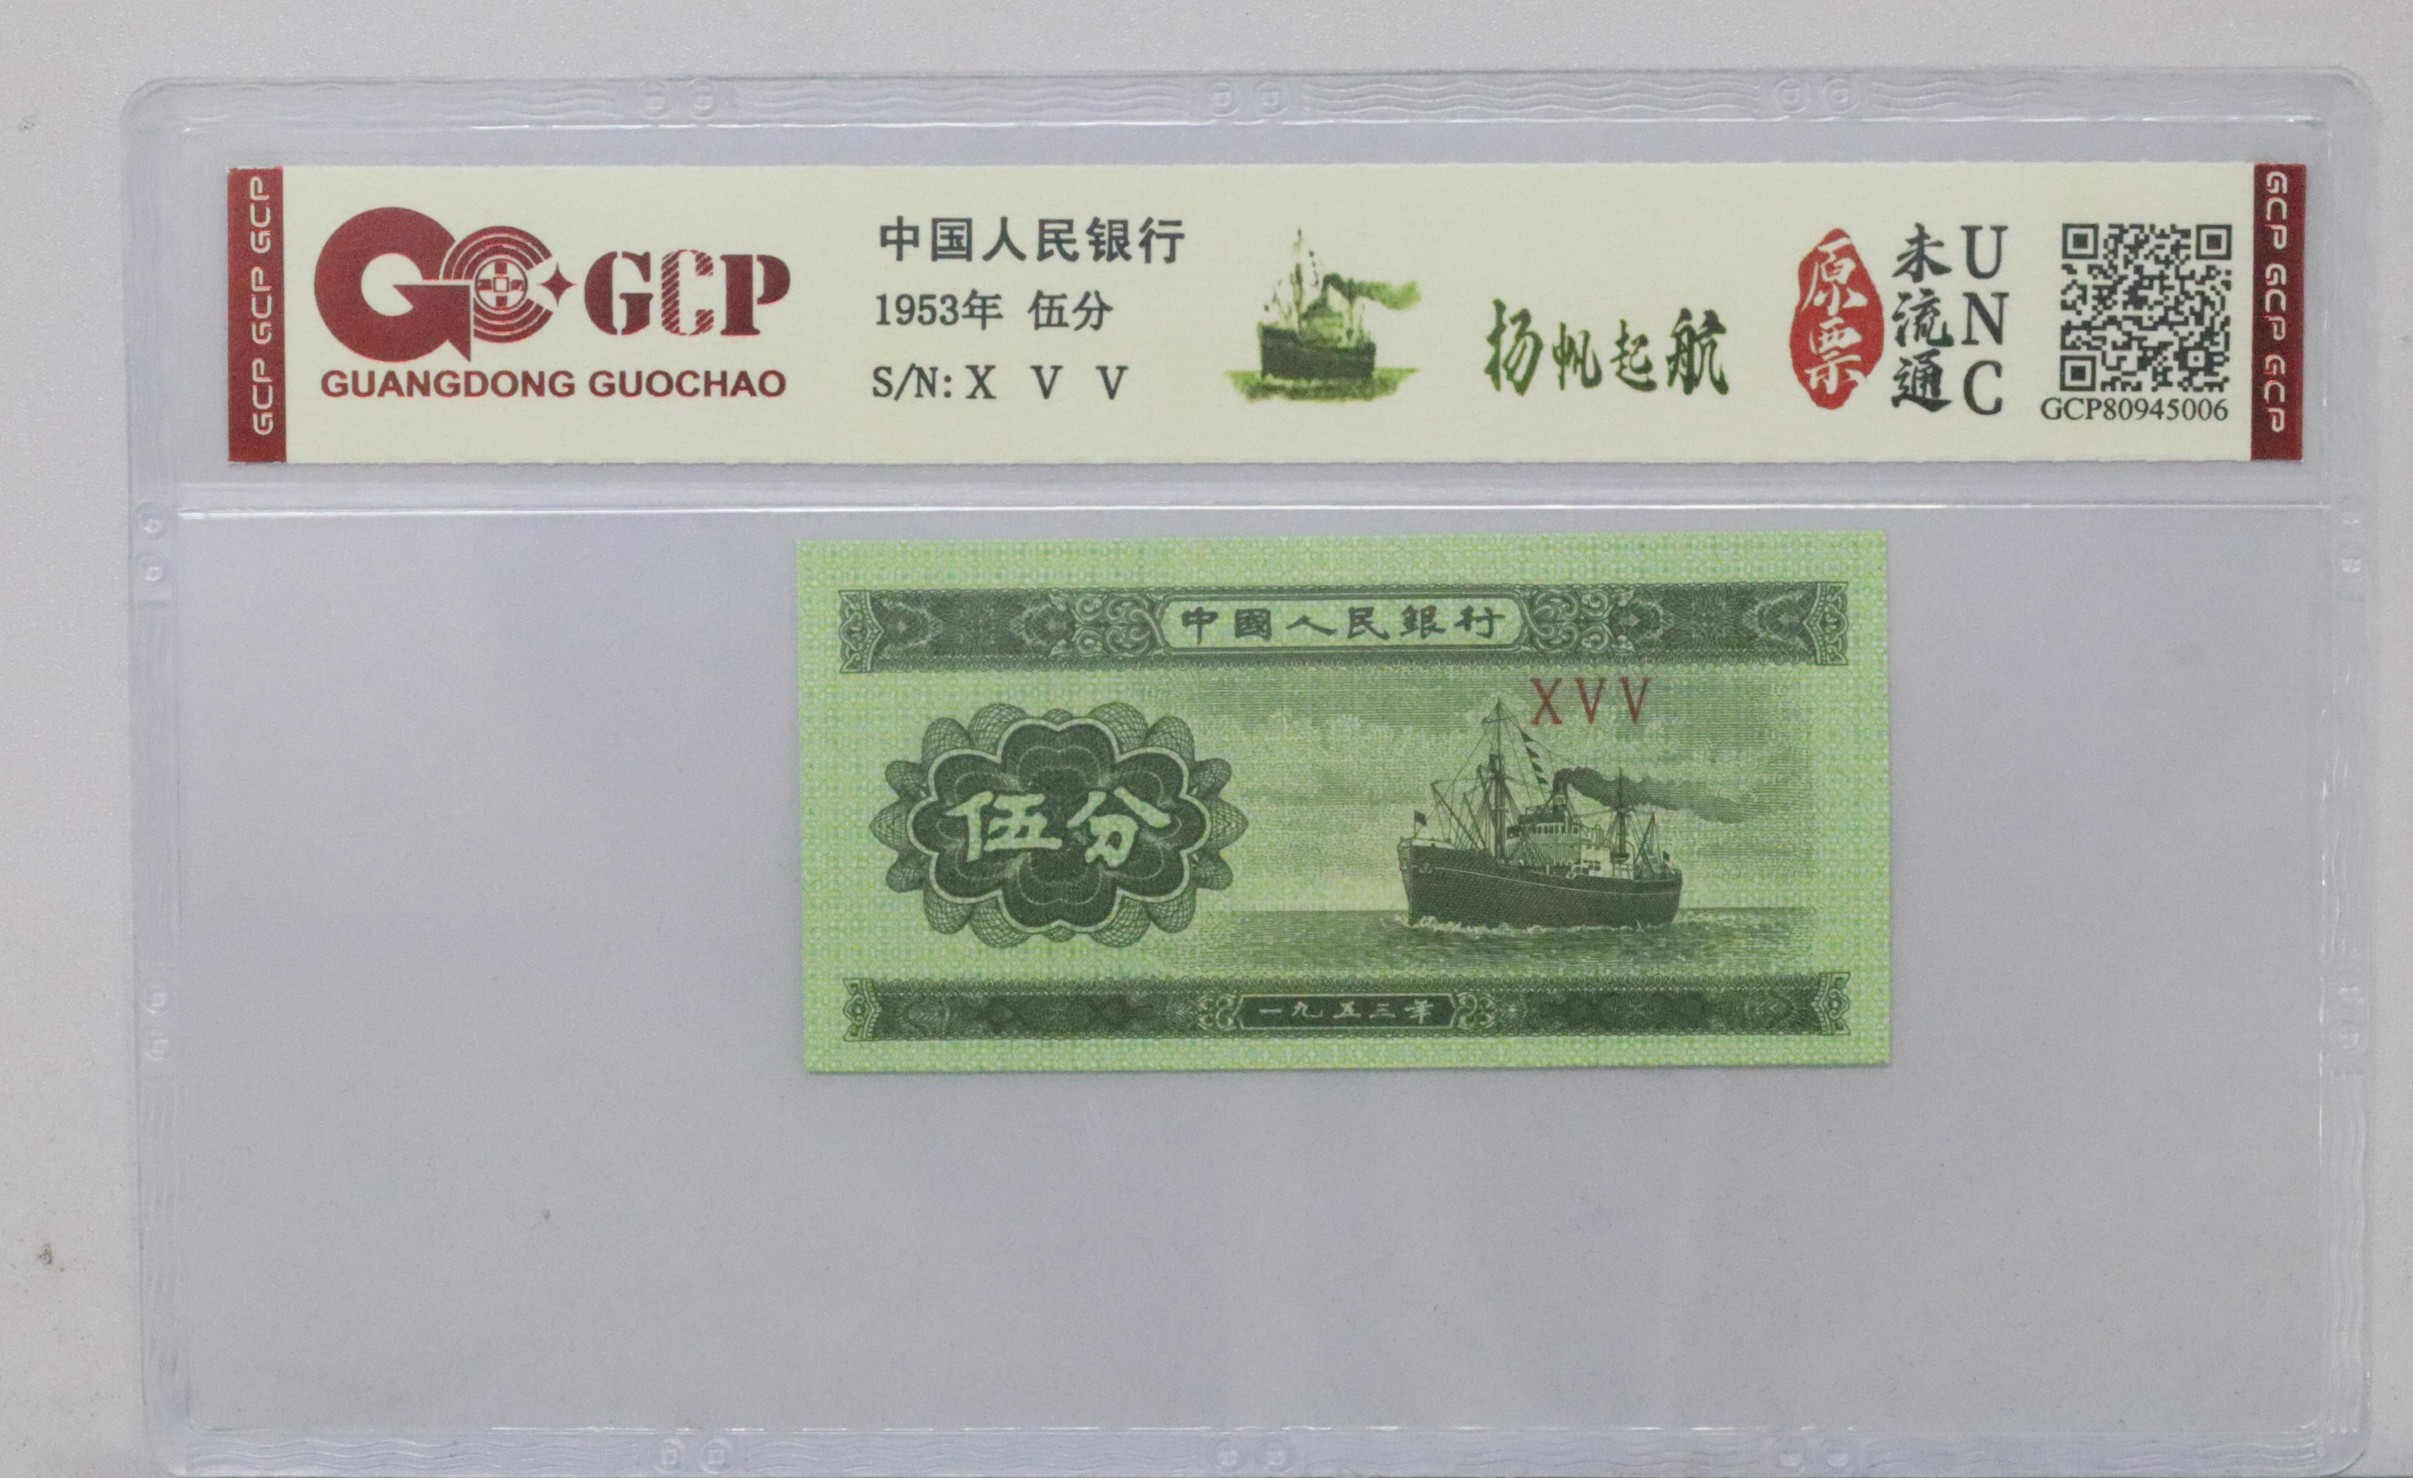 GCP GCP GCP
GCP
GUANGDONG GUOCHAO
中国人民银行
1953年 伍分
S/N: X V V
扬帆起航
原票
未流通
UNC
GCP80945006
GCP GCP GCP
中國人民銀行
XVV
伍分
一九五三年